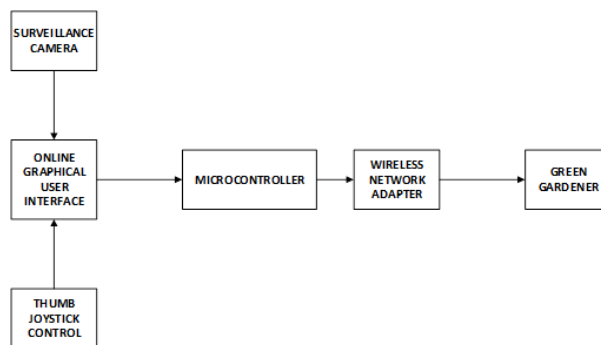 SURVEILLANCE
CAMERA
ONLINE
GRAPHICAL
USER
INTERFACE
MICROCONTROLLER
WIRELESS
NETWORK
ADAPTER
GREEN
GARDENER
THUMB
JOYSTICK
CONTROL